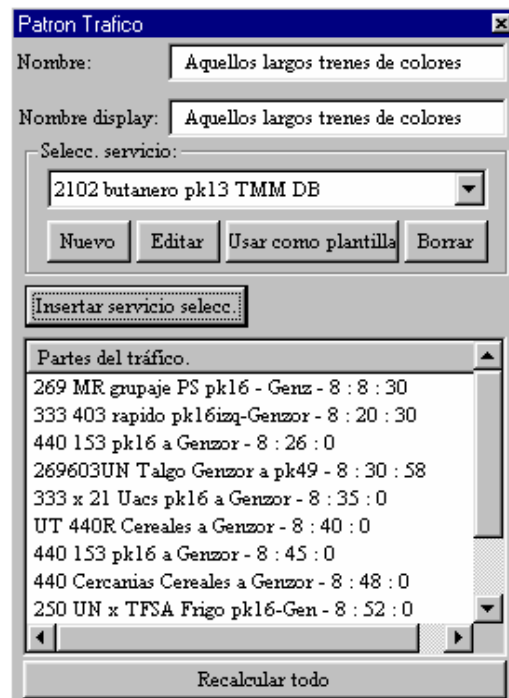 Patron Trafico
Nombre: Aquellos largos trenes de colores
Nombre display: Aquellos largos trenes de colores
Selecc. servicio:
2102 butanero pk13 TMM DB
Nuevo Editar Usar como plantilla Borrar
Insertar servicio selecc.
Partes del tráfico.
269 MR grupaje PS pk16 - Genz - 8 : 8 : 30
333 403 rapido pk16izq-Genzor - 8 : 20 : 30
440 153 pk16 a Genzor - 8 : 26 : 0
269603UN Talgo Genzor a pk49 - 8 : 30 : 58
333 x 21 Uacs pk16 a Genzor - 8 : 35 : 0
UT 440R Cereales a Genzor - 8 : 40 : 0
440 153 pk16 a Genzor - 8 : 45 : 0
440 Cercanias Cereales a Genzor - 8 : 48 : 0
250 UN x TFSA Frigo pk16-Gen - 8 : 52 : 0
Recalcular todo